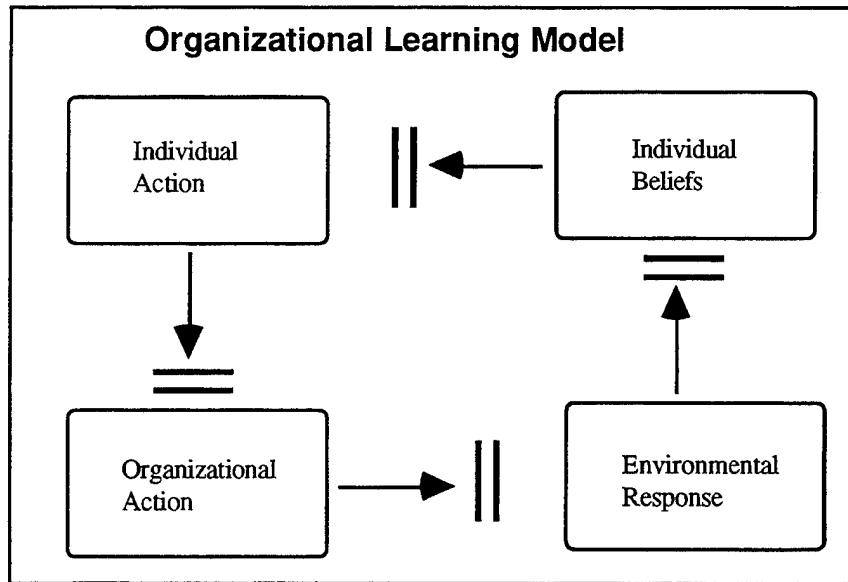 Organizational Learning Model
Individual
Action
Individual
Beliefs
Organizational
Action
Environmental
Response